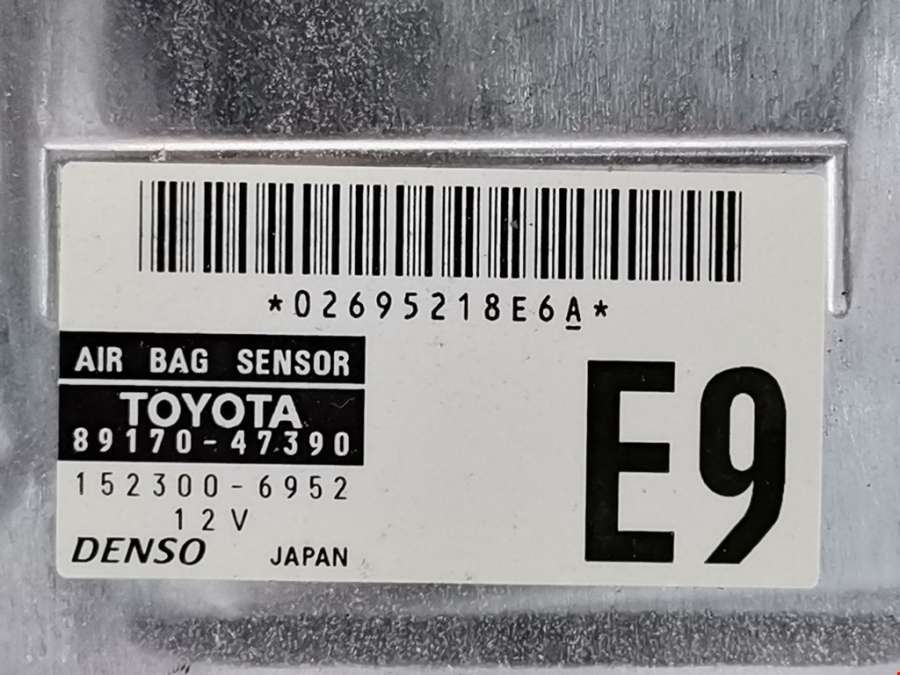 *02695218E6A*
AIR BAG SENSOR
TOYOTA
89170-47390
152300-6952
12V
DENSO JAPAN
E9